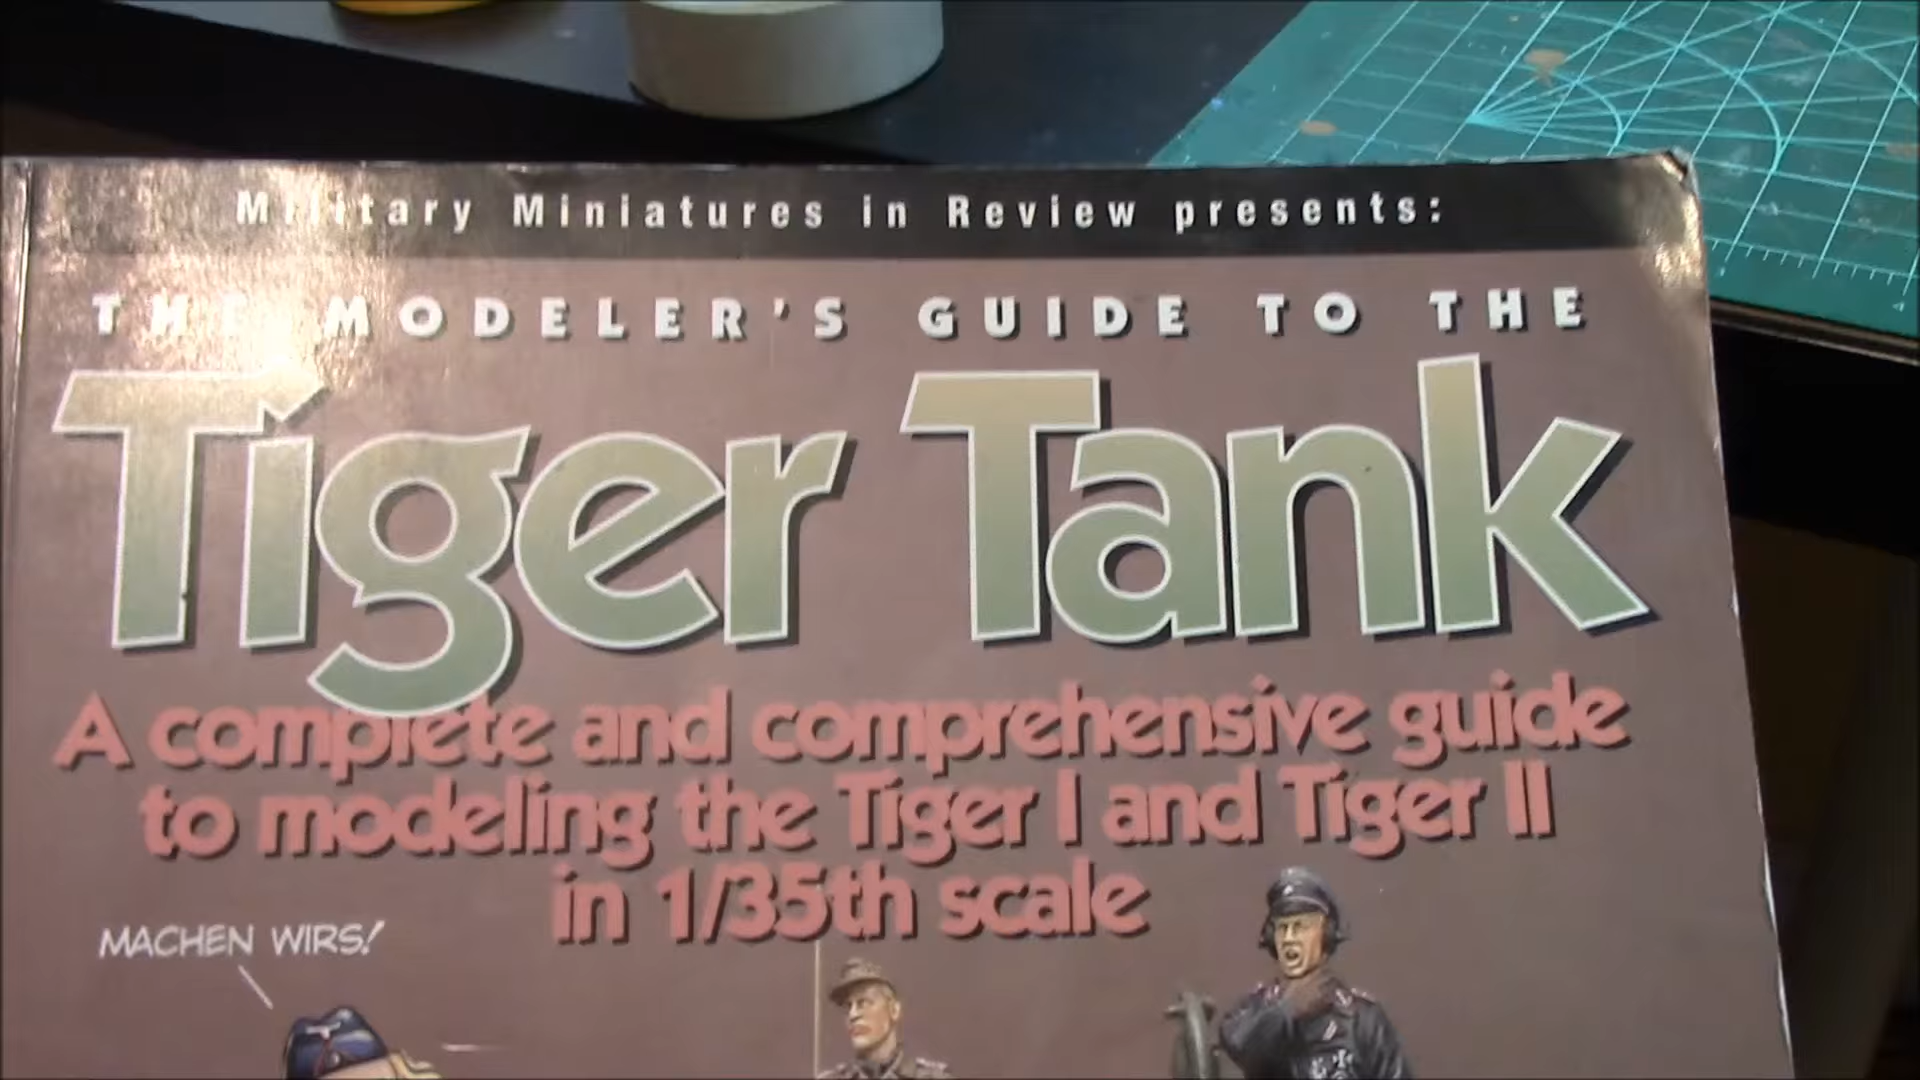 Military Miniatures in Review presents:
THE MODELER'S GUIDE TO THE
Tiger Tank
A complete and comprehensive guide
to modeling the Tiger I and Tiger II
in 1/35th scale
MACHEN WIRS!